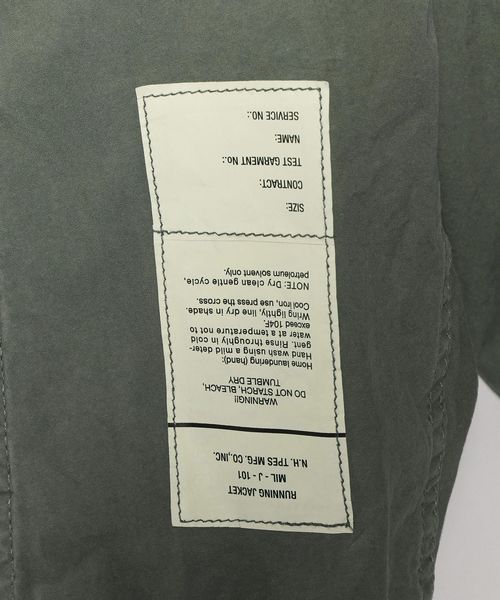 RUNNING JACKET
MIL - J - 101
N.H. TPES MFG. CO.,INC.
WARNING!!
DO NOT STARCH, BLEACH,
TUMBLE DRY
Home laundering (hand):
Hand wash using a mild deter-
gent. Rinse throughly in cold
water at a temperature not to
exceed 104F.
Wring lightly, line dry in shade.
Cool iron, use press the cross.
NOTE: Dry clean gentle cycle,
petroleum solvent only.
SIZE:
CONTRACT:
TEST GARMENT No.:
NAME:
SERVICE NO.: